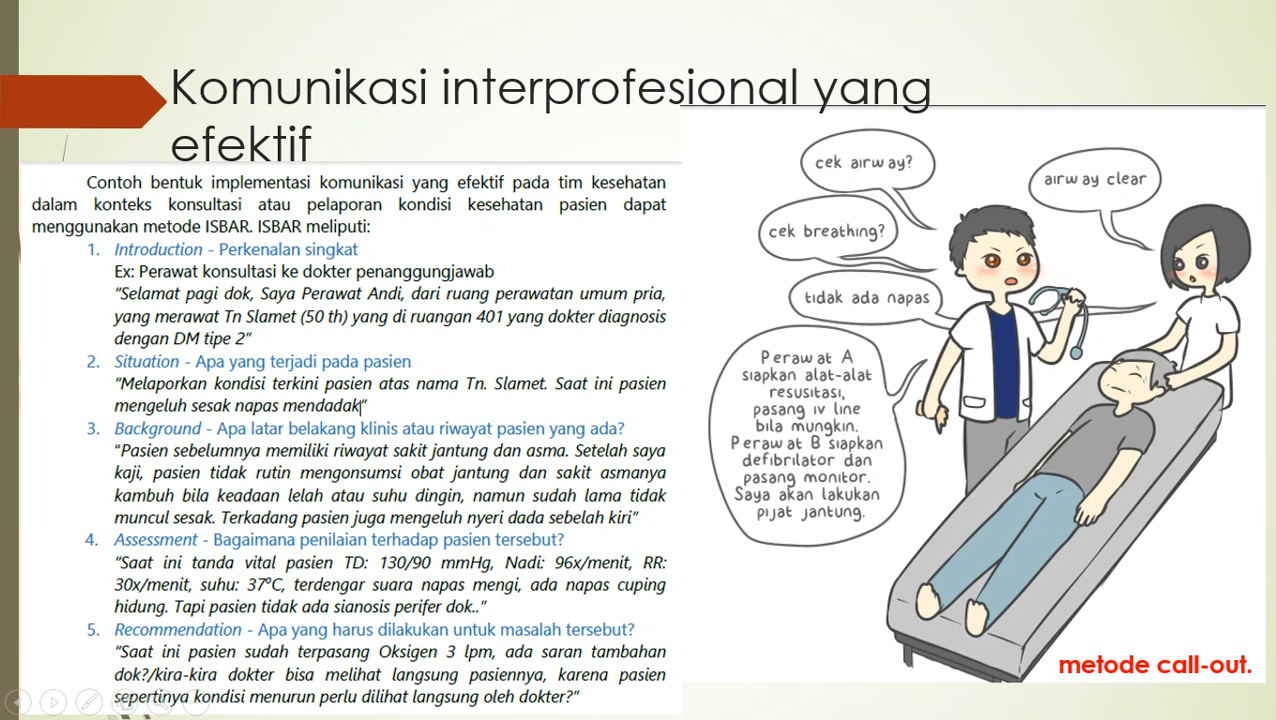 Komunikasi interprofesional yang
efektif
Contoh bentuk implementasi komunikasi yang efektif pada tim kesehatan
dalam konteks konsultasi atau pelaporan kondisi kesehatan pasien dapat
menggunakan metode ISBAR. ISBAR meliputi:
1. Introduction - Perkenalan singkat
Ex: Perawat konsultasi ke dokter penanggungjawab
"Selamat pagi dok, Saya Perawat Andi, dari ruang perawatan umum pria,
yang merawat Tn Slamet (50 th) yang di ruangan 401 yang dokter diagnosis
dengan DM tipe 2"
2. Situation - Apa yang terjadi pada pasien
"Melaporkan kondisi terkini pasien atas nama Tn. Slamet. Saat ini pasien
mengeluh sesak napas mendadak"
3. Background - Apa latar belakang klinis atau riwayat pasien yang ada?
"Pasien sebelumnya memiliki riwayat sakit jantung dan asma. Setelah saya
kaji, pasien tidak rutin mengonsumsi obat jantung dan sakit asmanya
kambuh bila keadaan lelah atau suhu dingin, namun sudah lama tidak
muncul sesak. Terkadang pasien juga mengeluh nyeri dada sebelah kiri"
4. Assessment - Bagaimana penilaian terhadap pasien tersebut?
"Saat ini tanda vital pasien TD: 130/90 mmHg, Nadi: 96x/menit, RR:
30x/menit, suhu: 37°C, terdengar suara napas mengi, ada napas cuping
hidung. Tapi pasien tidak ada sianosis perifer dok.."
5. Recommendation - Apa yang harus dilakukan untuk masalah tersebut?
"Saat ini pasien sudah terpasang Oksigen 3 lpm, ada saran tambahan
dok?/kira-kira dokter bisa melihat langsung pasiennya, karena pasien
sepertinya kondisi menurun perlu dilihat langsung oleh dokter?"
cek airway?
airway clear
cek breathing?
tidak ada napas
Perawat A
siapkan alat-alat
resusitasi,
pasang iv line
bila mungkin.
Perawat B siapkan
defibrilator dan
pasang monitor.
Saya akan lakukan
pijat jantung.
metode call-out.